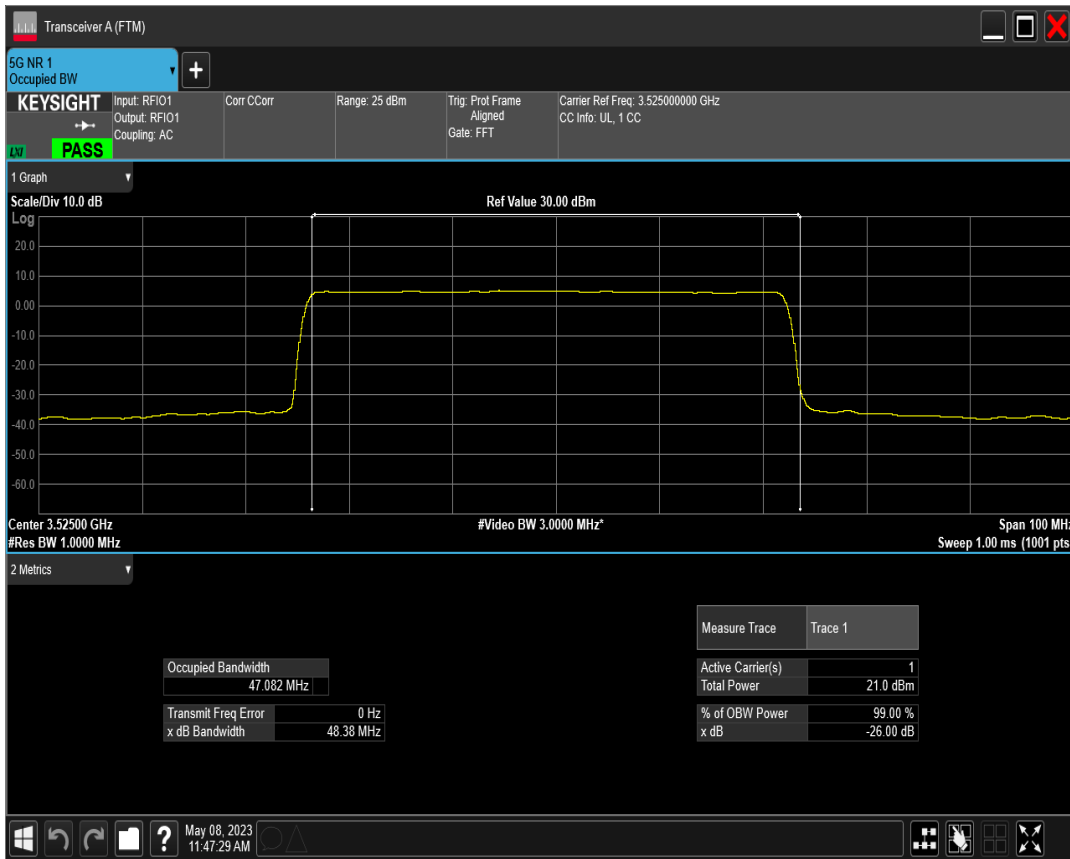 Transceiver A (FTM)
5G NR 1
Occupied BW
+
KEYSIGHT
LXI
PASS
Input: RFIO1
Output: RFIO1
Coupling: AC
Corr CCorr
Range: 25 dBm
Trig: Prot Frame
Aligned
Gate: FFT
Carrier Ref Freq: 3.525000000 GHz
CC Info: UL, 1 CC
1 Graph
Scale/Div 10.0 dB
Ref Value 30.00 dBm
Log
20.0
10.0
0.00
-10.0
-20.0
-30.0
-40.0
-50.0
-60.0
Center 3.52500 GHz
#Video BW 3.0000 MHz*
Span 100 MHz
#Res BW 1.0000 MHz
Sweep 1.00 ms (1001 pts
2 Metrics
Measure Trace Trace 1
Occupied Bandwidth
47.082 MHz
Active Carrier(s) 1
Total Power 21.0 dBm
Transmit Freq Error 0 Hz
x dB Bandwidth 48.38 MHz
% of OBW Power 99.00 %
x dB -26.00 dB
?
May 08, 2023
11:47:29 AM